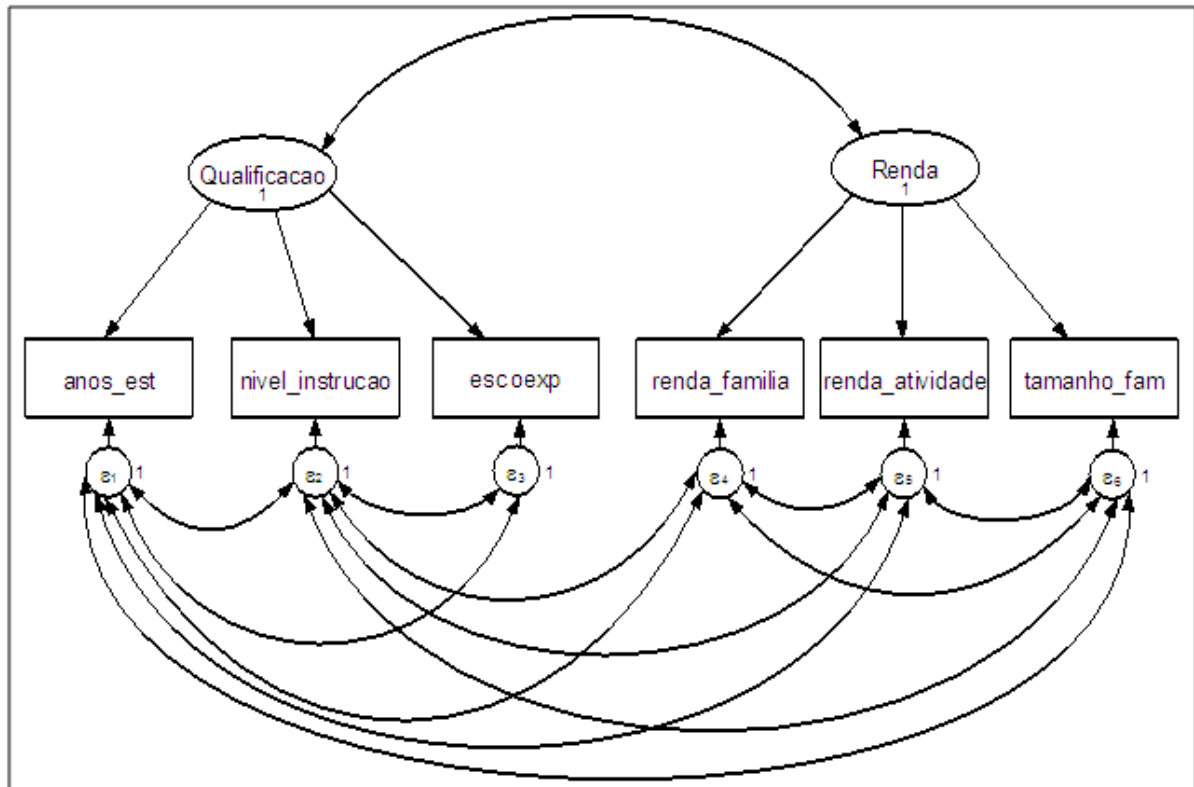 Qualificacao
1
Renda
1
anos_est
nivel_instrucao
escoexp
renda_familia
renda_atividade
tamanho_fam
ε1 1
ε2 1
ε3 1
ε4 1
ε5 1
ε6 1